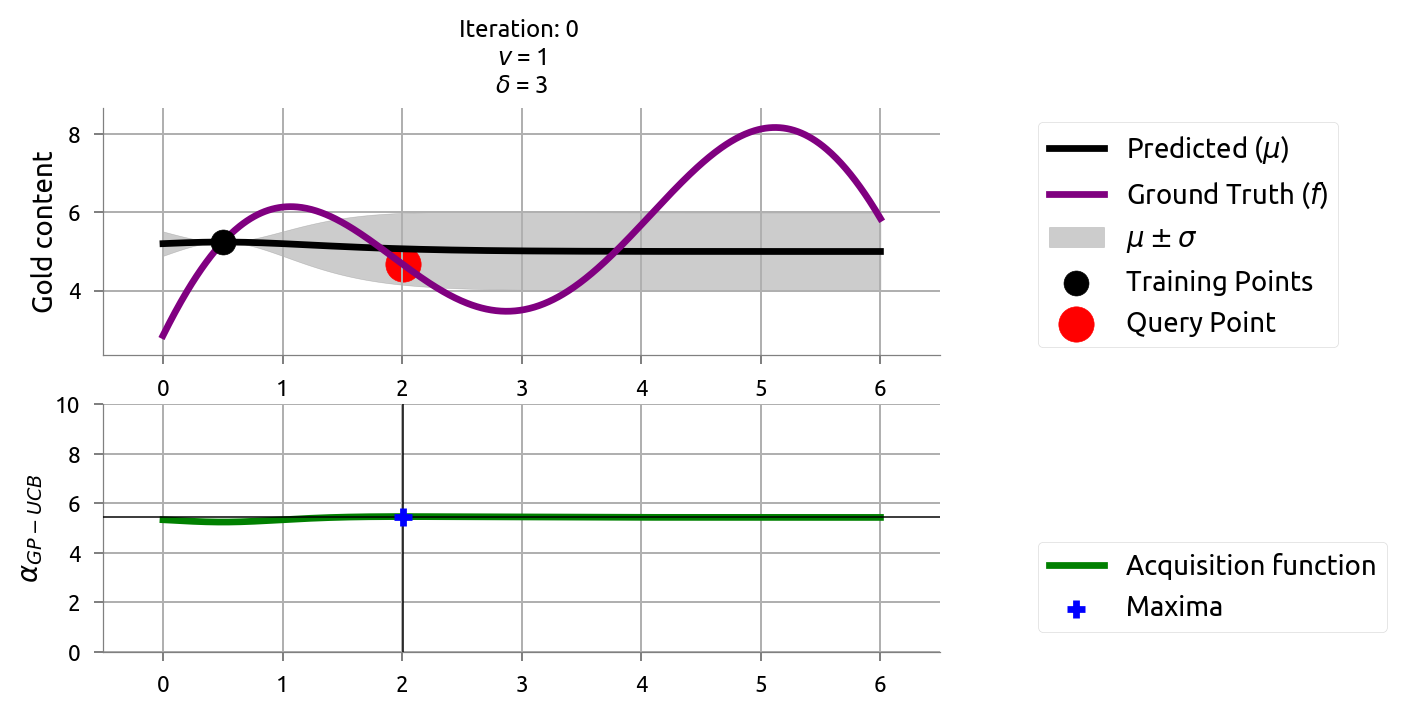 Iteration: 0
ν = 1
δ = 3
Gold content
8
6
4
0 1 2 3 4 5 6
Predicted (μ)
Ground Truth (f)
μ ± σ
Training Points
Query Point
α_{GP−UCB}
10
8
6
4
2
0
0 1 2 3 4 5 6
Acquisition function
Maxima